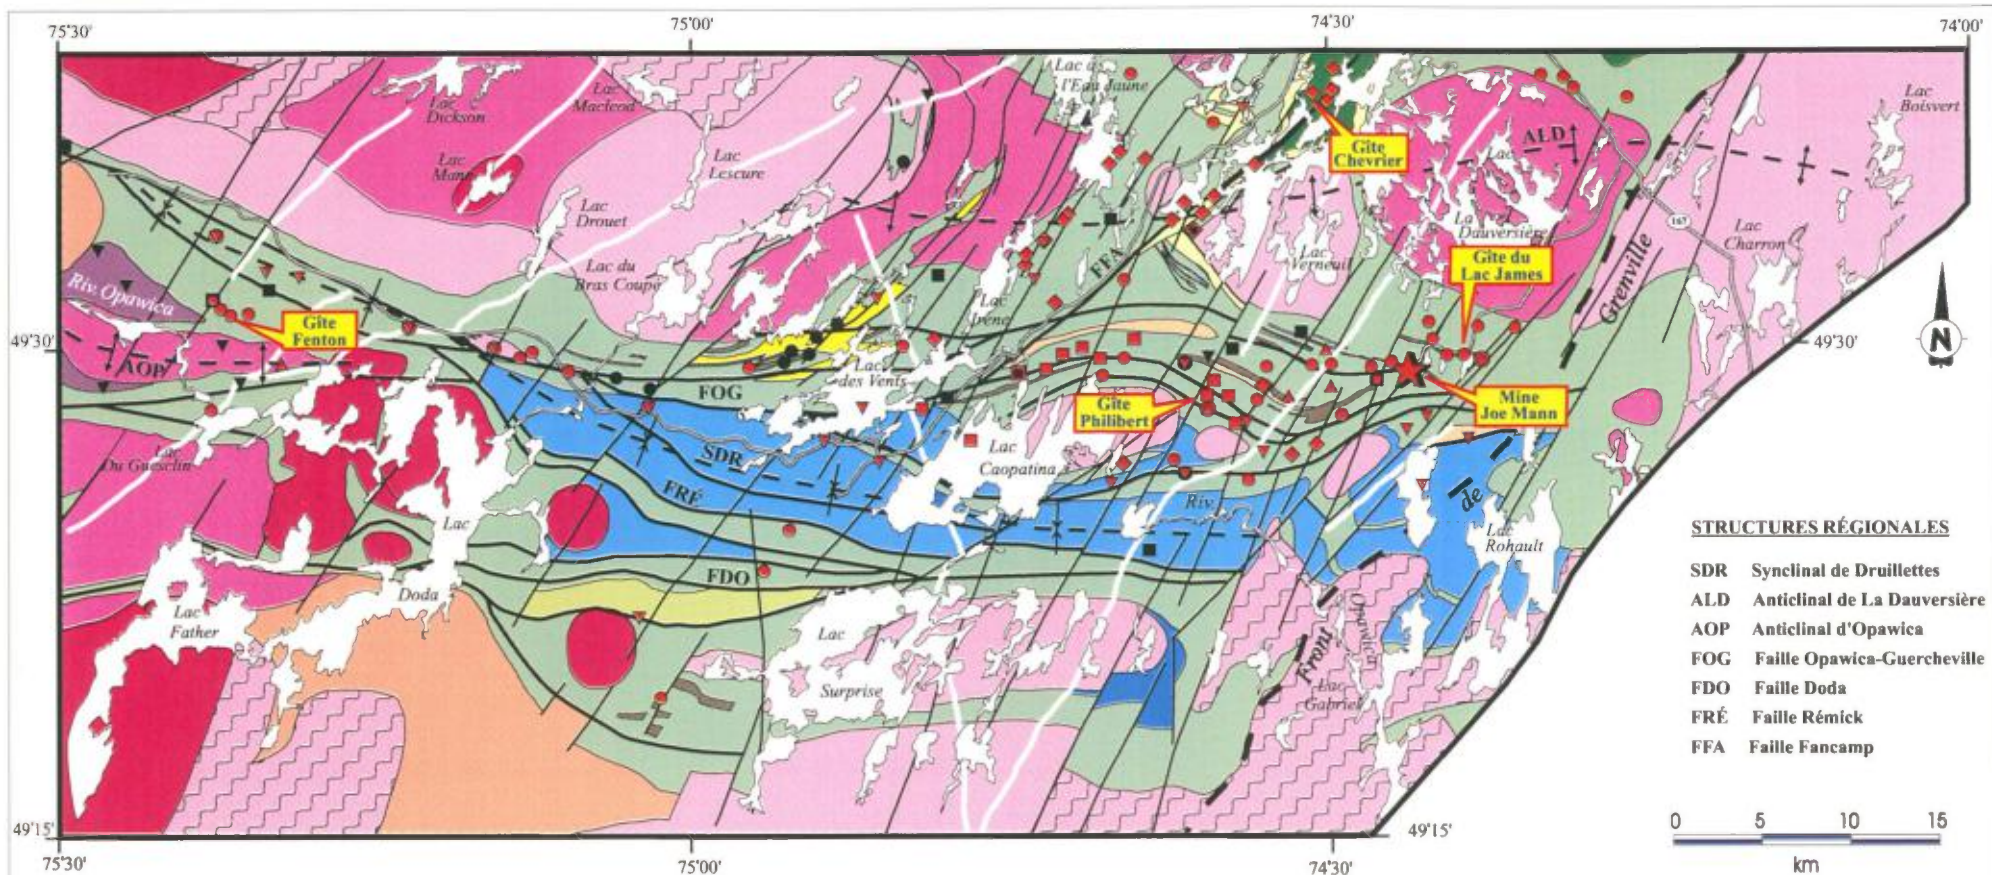 75°30'
75°00'
74°30'
74°00'
Lac à
l'Eau Jaune
Lac
Dickson
Lac
Macleod
Lac
Mann
Lac
Lescure
Lac
Drouet
Lac du
Bras Coupé
Gîte
Chevrier
ALD
Lac
La
Dauversière
Lac
Boisvert
167
Lac
Charron
Lac
Verneuil
Gîte du
Lac James
Grenville
FFA
Lac
Irene
Riv. Opawica
Gîte
Fenton
49°30'
49°30'
N
AOP
FOG
Lac
des Vents
Gîte
Philibert
Mine
Joe Mann
Lac
Du Guesclin
SDR
Lac
Caopatina
FRÉ
Riv.
de
Lac
Rohault
Lac
Doda
FDO
Lac
Father
Lac
Surprise
Opawica
Front
Lac
Gabriel
STRUCTURES RÉGIONALES
SDR Synclinal de Druillettes
ALD Anticlinal de La Dauversière
AOP Anticlinal d'Opawica
FOG Faille Opawica-Guercheville
FDO Faille Doda
FRÉ Faille Rémick
FFA Faille Fancamp
0 5 10 15
km
49°15'
49°15'
75°30'
75°00'
74°30'